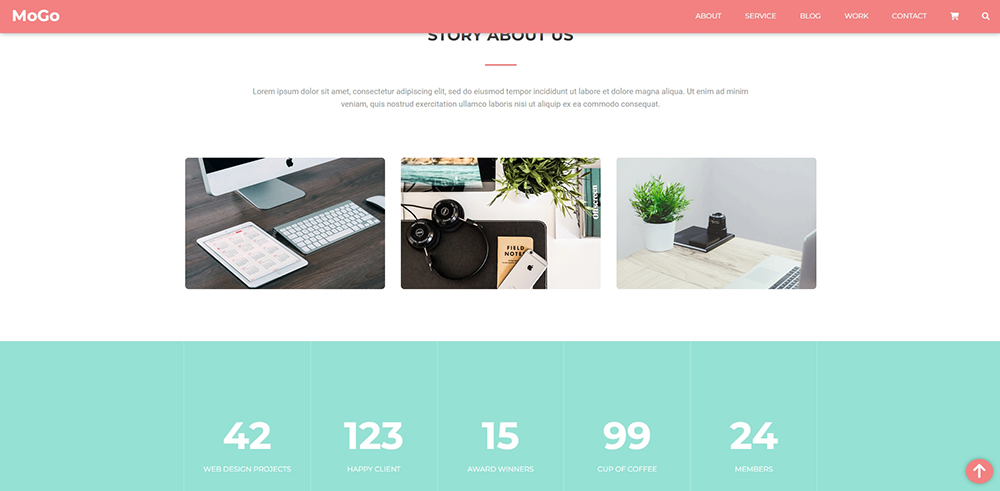 MoGo
ABOUT SERVICE BLOG WORK CONTACT
STORY ABOUT US
Lorem ipsum dolor sit amet, consectetur adipiscing elit, sed do eiusmod tempor incididunt ut labore et dolore magna aliqua. Ut enim ad minim
veniam, quis nostrud exercitation ullamco laboris nisi ut aliquip ex ea commodo consequat.
FIELD
NOTES
Offscreen
42 123 15 99 24
WEB DESIGN PROJECTS HAPPY CLIENT AWARD WINNERS CUP OF COFFEE MEMBERS